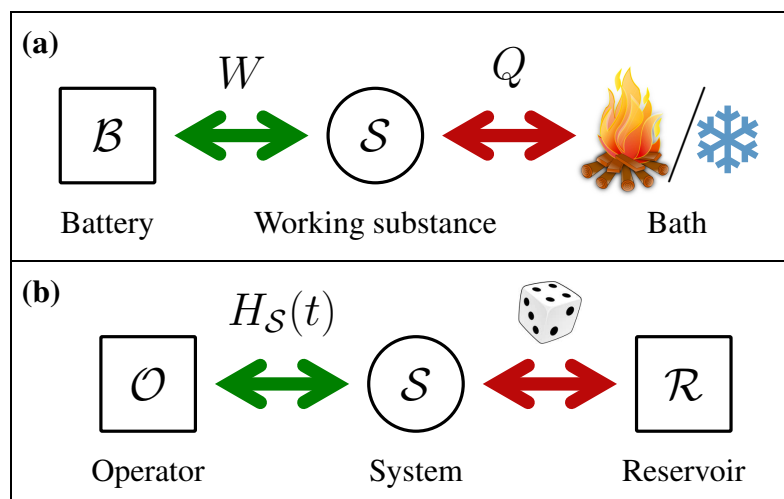 (a)
W Q
𝓑 𝓢
Battery Working substance Bath
(b)
H_𝓢(t)
𝓞 𝓢 𝓡
Operator System Reservoir